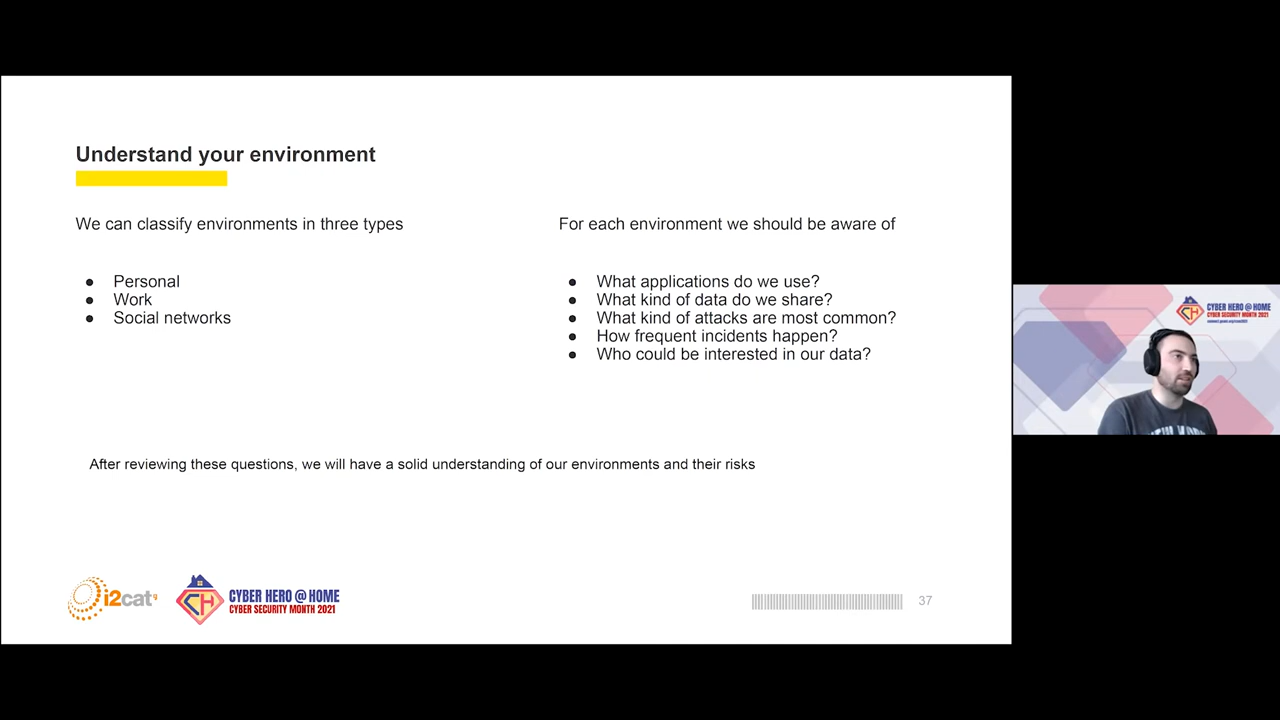 Understand your environment
We can classify environments in three types
● Personal
● Work
● Social networks
For each environment we should be aware of
● What applications do we use?
● What kind of data do we share?
● What kind of attacks are most common?
● How frequent incidents happen?
● Who could be interested in our data?
After reviewing these questions, we will have a solid understanding of our environments and their risks
i2cat
CH
CYBER HERO @ HOME
CYBER SECURITY MONTH 2021
37
CH
CYBER HERO @ HOME
CYBER SECURITY MONTH 2021